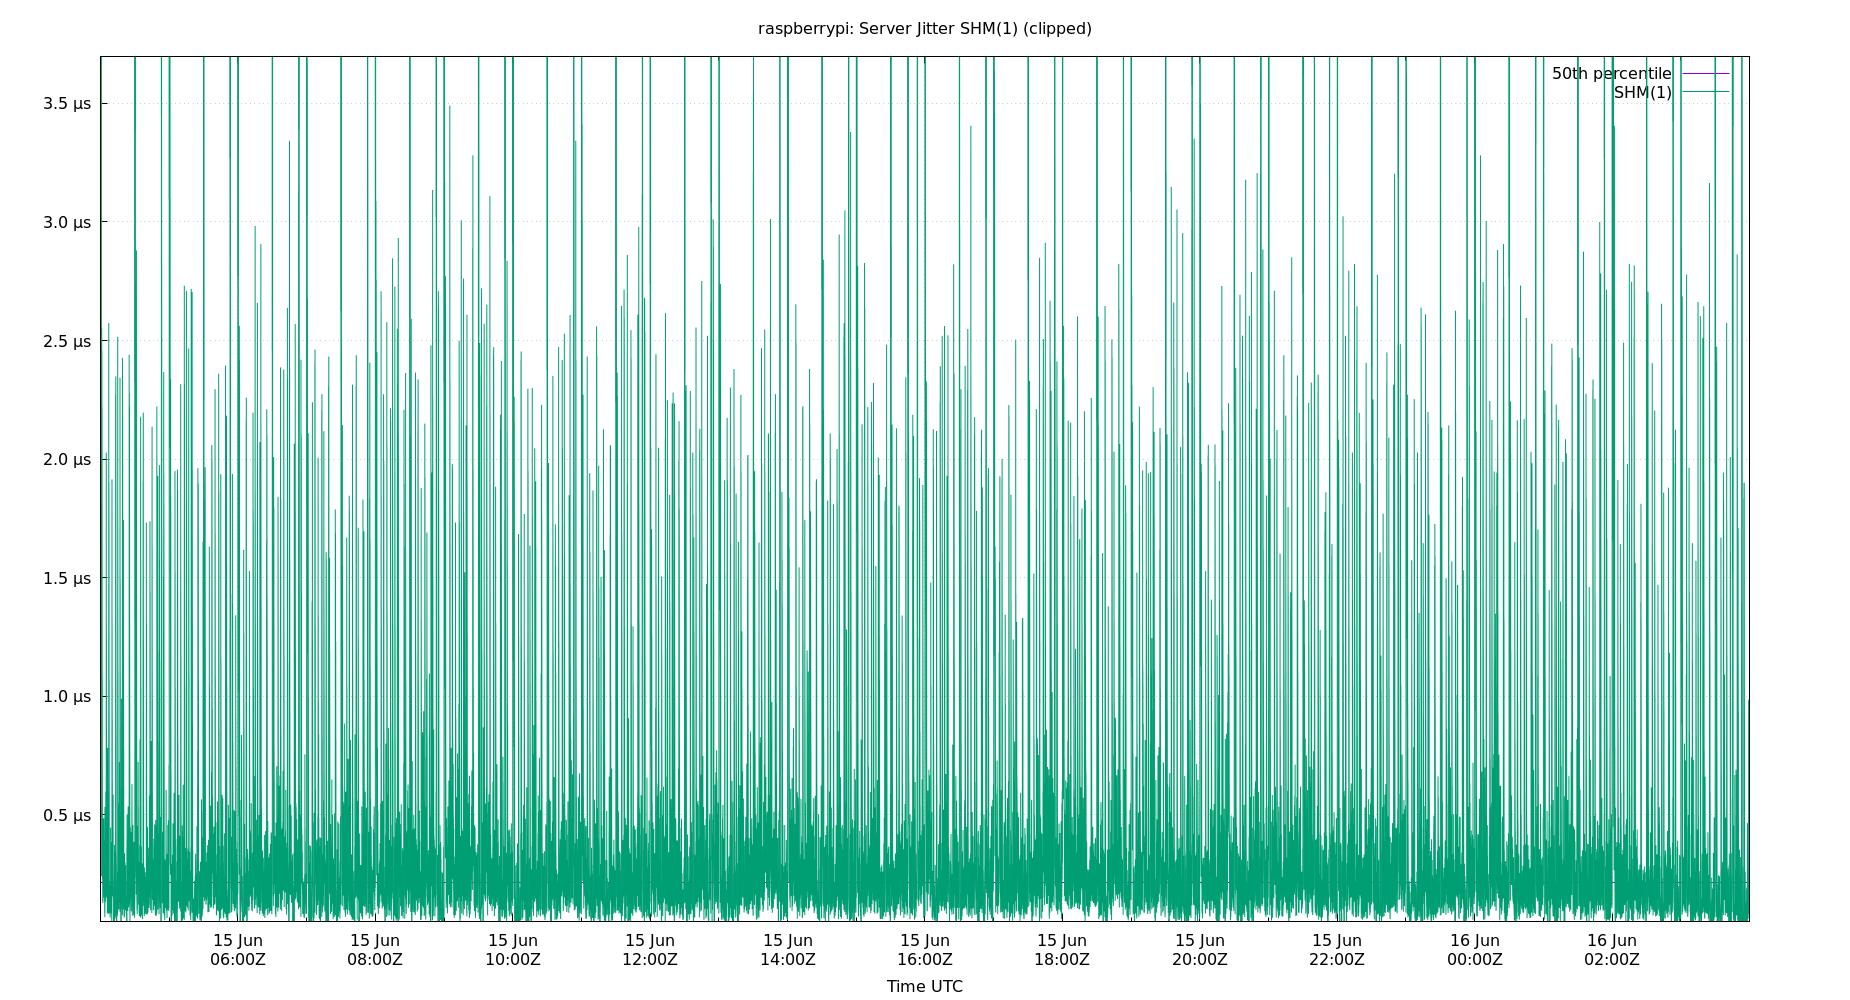 raspberrypi: Server Jitter SHM(1) (clipped)
50th percentile
SHM(1)
3.5 µs
3.0 µs
2.5 µs
2.0 µs
1.5 µs
1.0 µs
0.5 µs
15 Jun 15 Jun 15 Jun 15 Jun 15 Jun 15 Jun 15 Jun 15 Jun 15 Jun 16 Jun 16 Jun
06:00Z 08:00Z 10:00Z 12:00Z 14:00Z 16:00Z 18:00Z 20:00Z 22:00Z 00:00Z 02:00Z
Time UTC